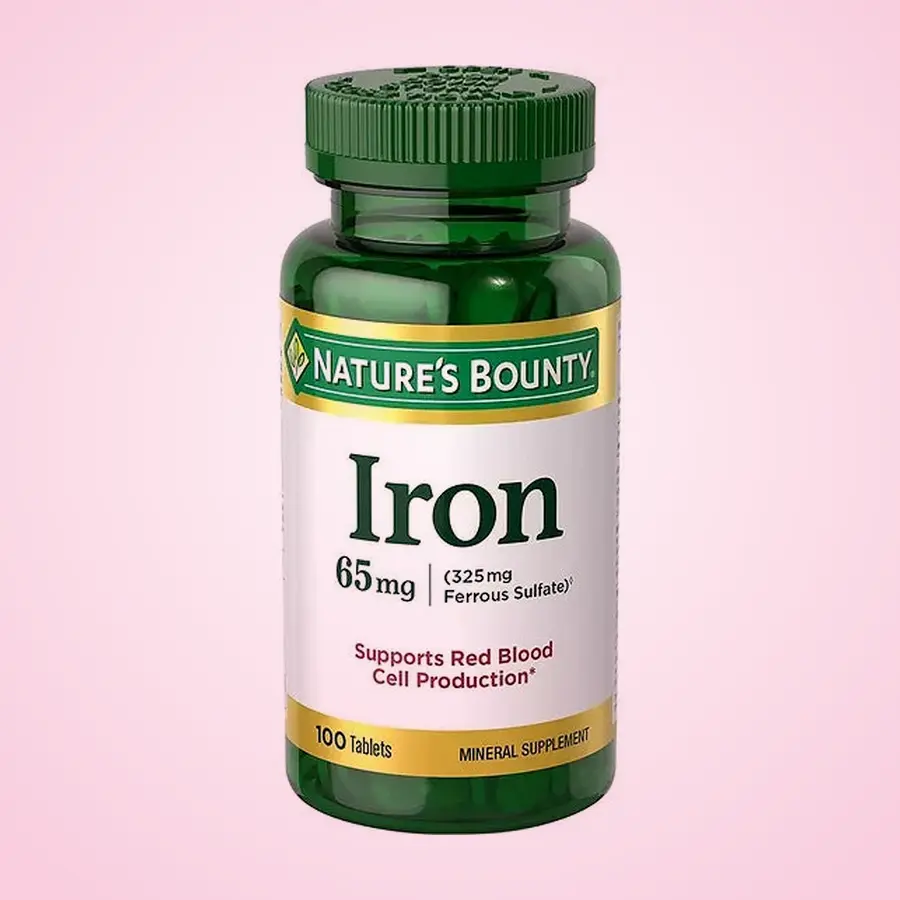 NATURE'S BOUNTY®
Iron
65mg
(325mg
Ferrous Sulfate)◊
Supports Red Blood
Cell Production*
100 Tablets
MINERAL SUPPLEMENT